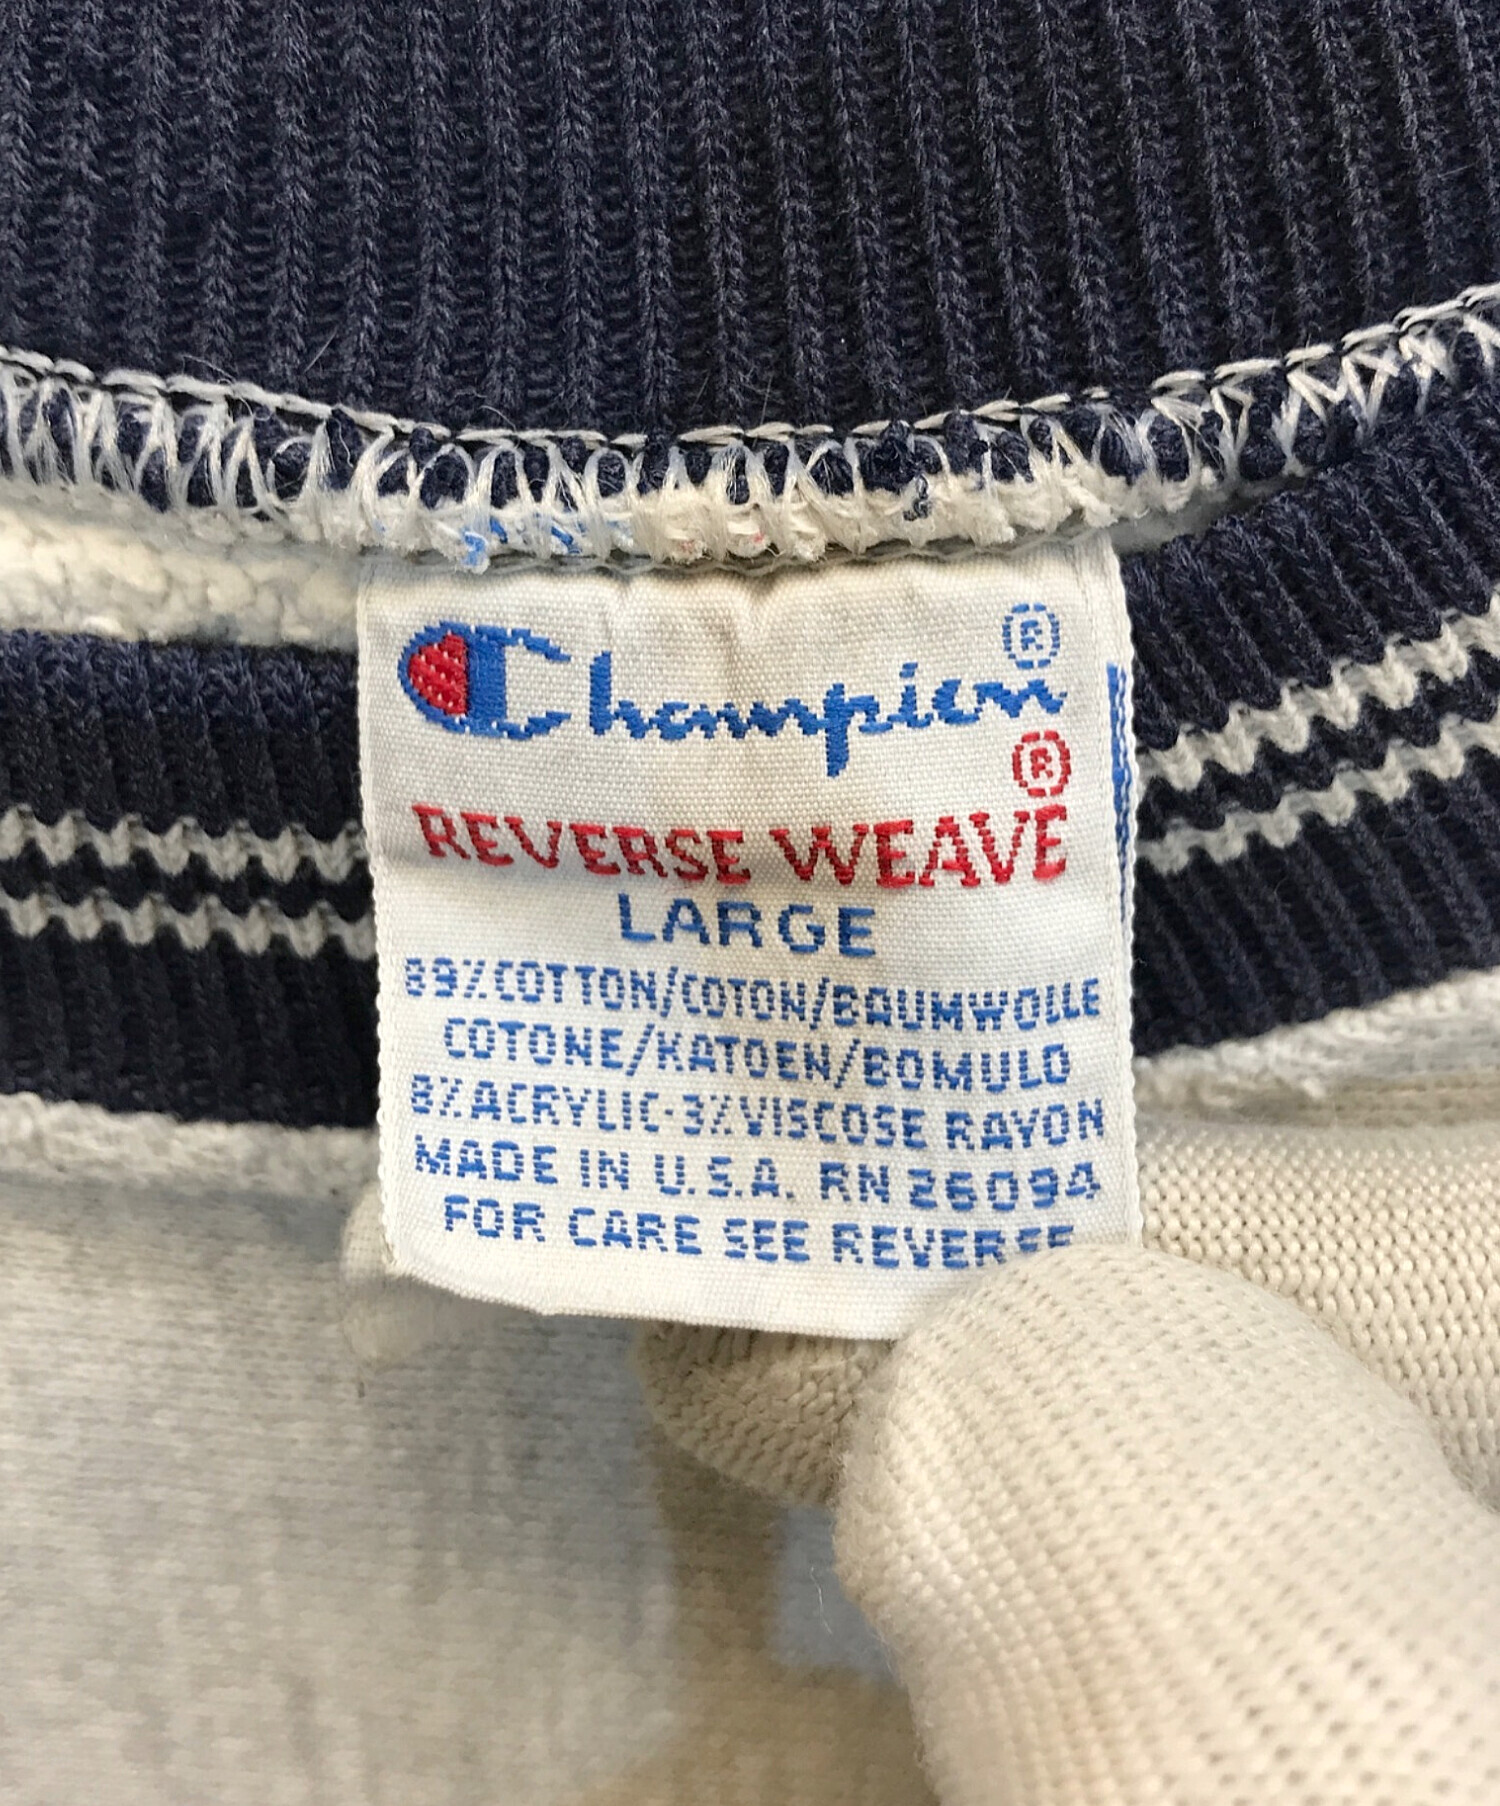 Champion®
®
REVERSE WEAVE
LARGE
89%COTTON/COTON/BAUMWOLLE
COTONE/KATOEN/BOMULD
8%ACRYLIC-3%VISCOSE RAYON
MADE IN U.S.A. RN 26094
FOR CARE SEE REVERSE